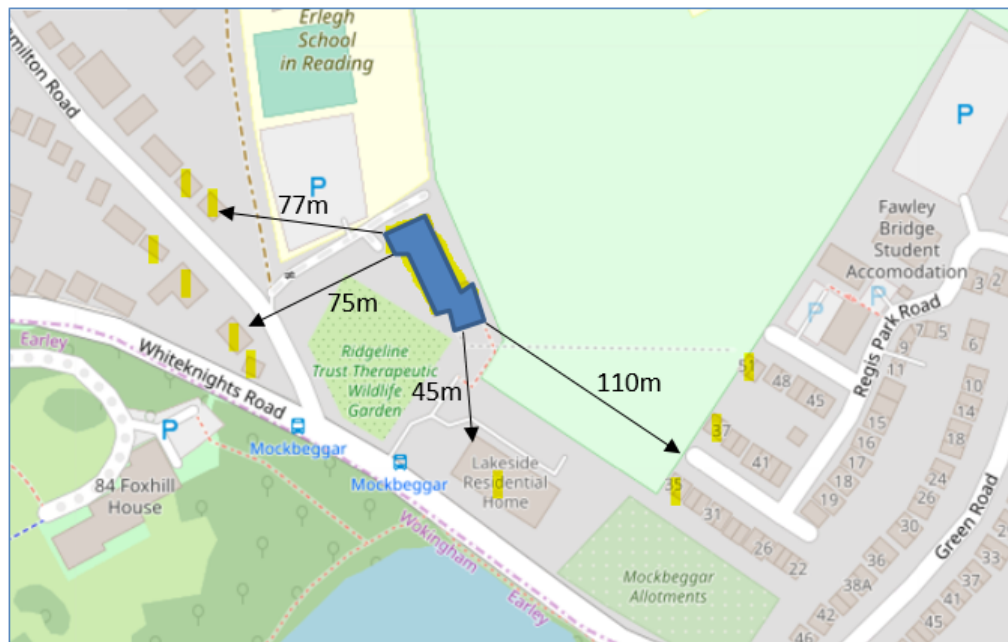 Erlegh
School
in Reading
milton Road
P
P
77m
75m
45m
110m
Fawley
Bridge
Student
Accomodation
P
Regis Park Road
3
2
7
5
6
9
11
51
48
45
10
14
15
16
18
17
18
19
37
41
24
26
30
35
31
26
22
36
38A
42
46
Green Road
33
37
41
45
2
Ridgeline
Trust Therapeutic
Wildlife
Garden
Earley
Whiteknights Road
P
84 Foxhill
House
Mockbeggar
Mockbeggar
Lakeside
Residential
Home
Wokingham
Earley
Mockbeggar
Allotments